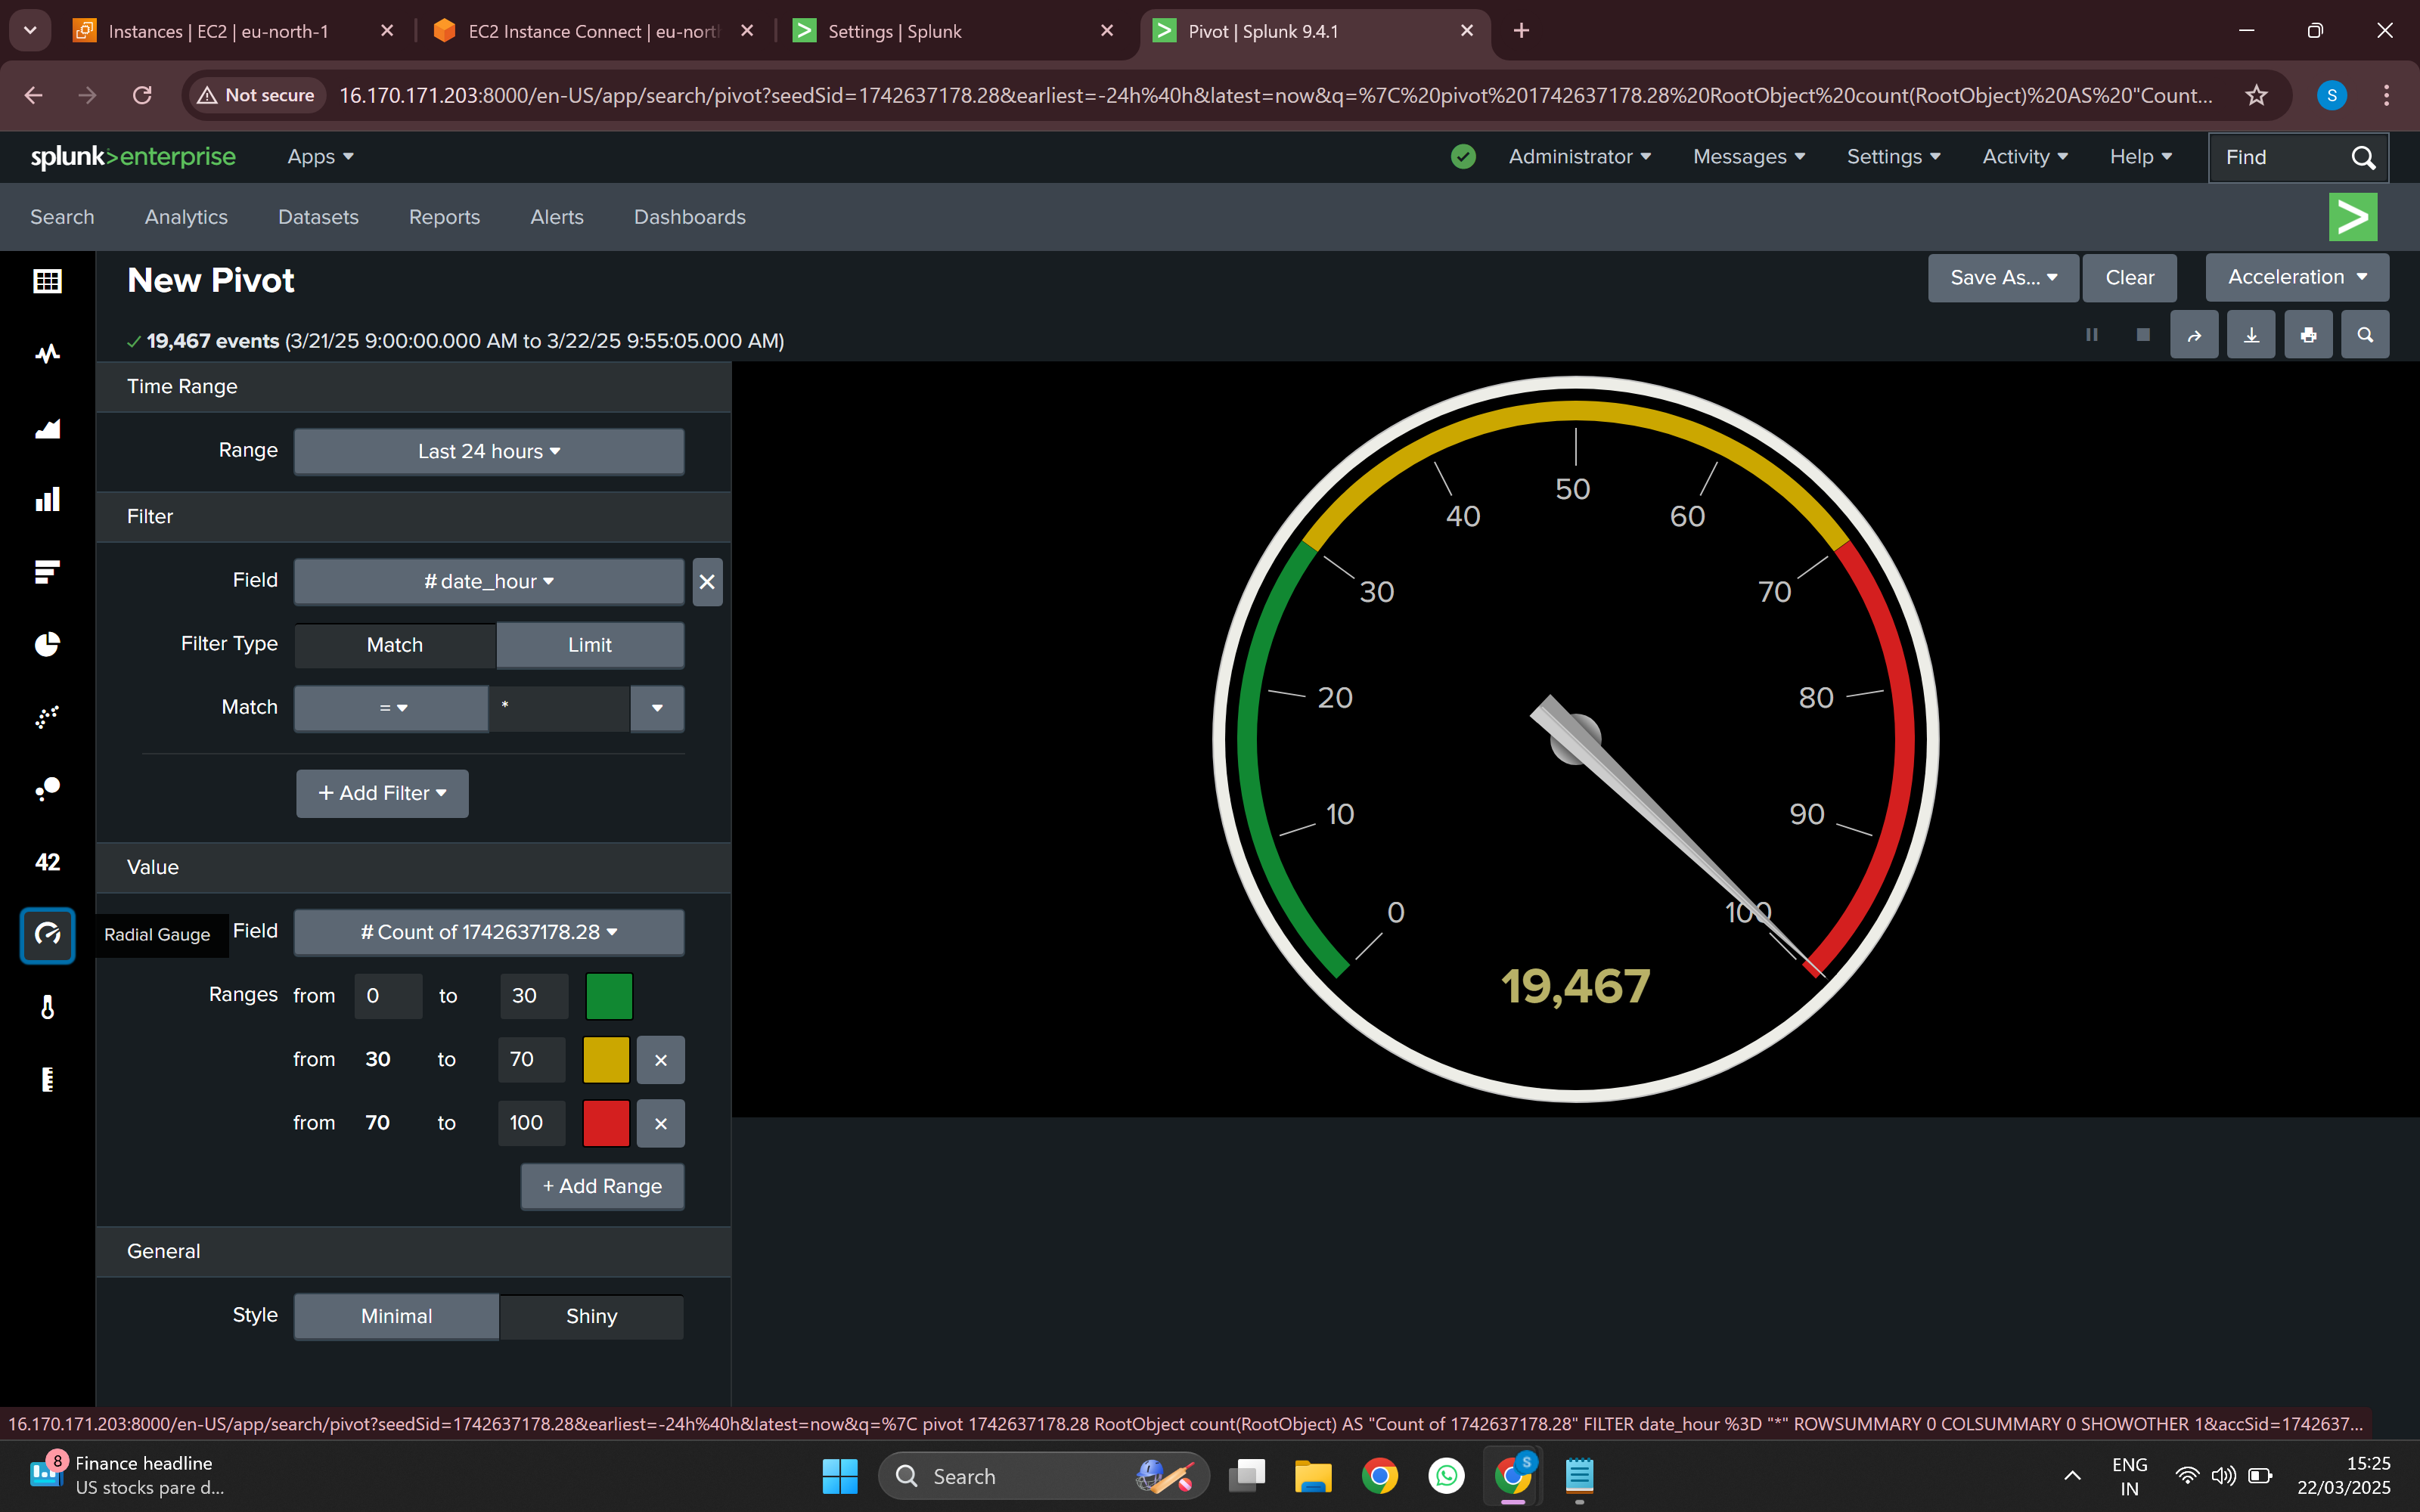 Instances | EC2 | eu-north-1
EC2 Instance Connect | eu-nort
Settings | Splunk
Pivot | Splunk 9.4.1
Not secure
16.170.171.203:8000/en-US/app/search/pivot?seedSid=1742637178.28&earliest=-24h%40h&latest=now&q=%7C%20pivot%201742637178.28%20RootObject%20count(RootObject)%20AS%20"Count...
S
splunk>enterprise
Apps
Administrator
Messages
Settings
Activity
Help
Find
Search
Analytics
Datasets
Reports
Alerts
Dashboards
New Pivot
Save As...
Clear
Acceleration
19,467 events (3/21/25 9:00:00.000 AM to 3/22/25 9:55:05.000 AM)
Time Range
Range
Last 24 hours
Filter
Field
# date_hour
Filter Type
Match
Limit
Match
=
*
+ Add Filter
Value
42
Radial Gauge
Field
# Count of 1742637178.28
Ranges from 0 to 30
from 30 to 70
from 70 to 100
+ Add Range
General
Style
Minimal
Shiny
0
10
20
30
40
50
60
70
80
90
100
19,467
16.170.171.203:8000/en-US/app/search/pivot?seedSid=1742637178.28&earliest=-24h%40h&latest=now&q=%7C pivot 1742637178.28 RootObject count(RootObject) AS "Count of 1742637178.28" FILTER date_hour %3D "*" ROWSUMMARY 0 COLSUMMARY 0 SHOWOTHER 1&accSid=1742637...
8
Finance headline
US stocks pare d...
Search
S
ENG
IN
15:25
22/03/2025